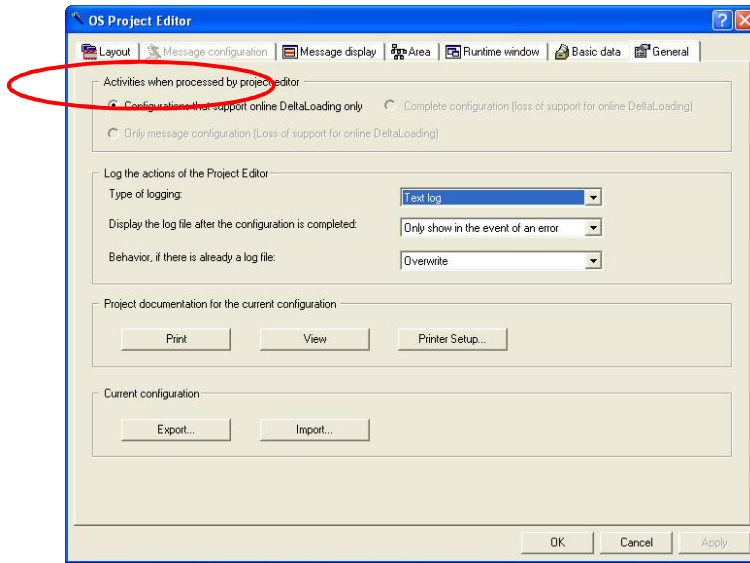 OS Project Editor
Layout Message configuration Message display Area Runtime window Basic data General
Activities when processed by project editor
Configurations that support online DeltaLoading only Complete configuration (loss of support for online DeltaLoading)
Only message configuration (Loss of support for online DeltaLoading)
Log the actions of the Project Editor
Type of logging: Text log
Display the log file after the configuration is completed: Only show in the event of an error
Behavior, if there is already a log file: Overwrite
Project documentation for the current configuration
Print View Printer Setup...
Current configuration
Export... Import...
OK Cancel Apply